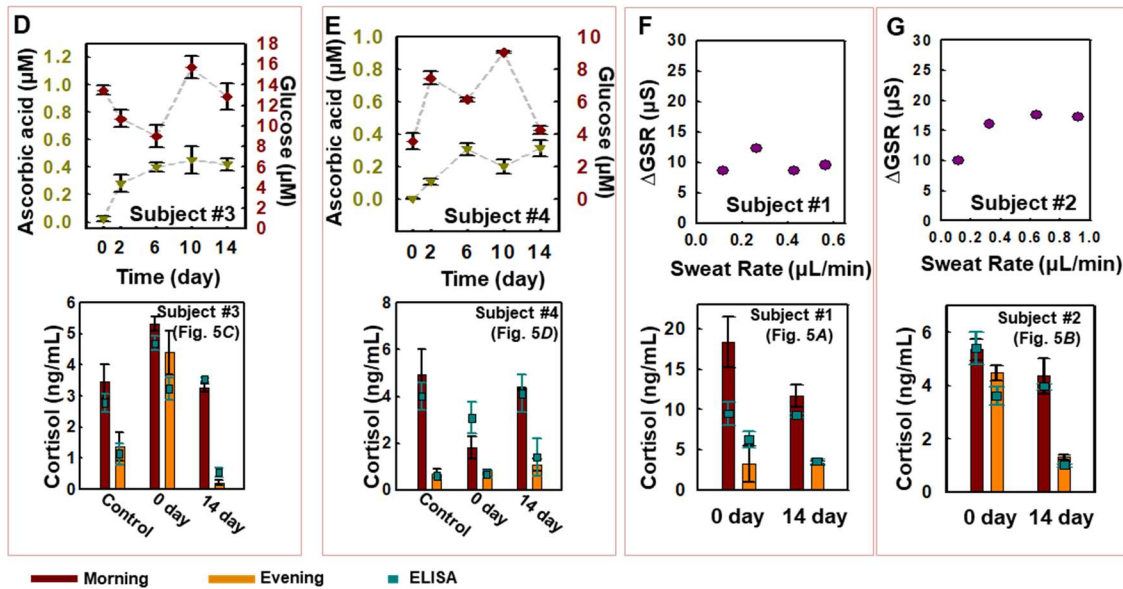 D
Ascorbic acid (µM)
1.2
1.0
0.8
0.6
0.4
0.2
0.0
18
16
14
12
10
8
6
4
2
0
Glucose (µM)
Subject #3
0 2 6 10 14
Time (day)
Cortisol (ng/mL)
6
5
4
3
2
1
0
Subject #3
(Fig. 5C)
Control 0 day 14 day
E
Ascorbic acid (µM)
1.0
0.8
0.6
0.4
0.2
0.0
10
8
6
4
2
0
Glucose (µM)
Subject #4
0 2 6 10 14
Time (day)
Cortisol (ng/mL)
8
6
4
2
0
Subject #4
(Fig. 5D)
Control 0 day 14 day
F
ΔGSR (µS)
30
25
20
15
10
5
0
Subject #1
0.0 0.2 0.4 0.6
Sweat Rate (µL/min)
Cortisol (ng/mL)
20
15
10
5
0
Subject #1
(Fig. 5A)
0 day 14 day
G
ΔGSR (µS)
30
25
20
15
10
5
0
Subject #2
0.0 0.2 0.4 0.6 0.8 1.0
Sweat Rate (µL/min)
Cortisol (ng/mL)
6
4
2
0
Subject #2
(Fig. 5B)
0 day 14 day
Morning Evening ELISA